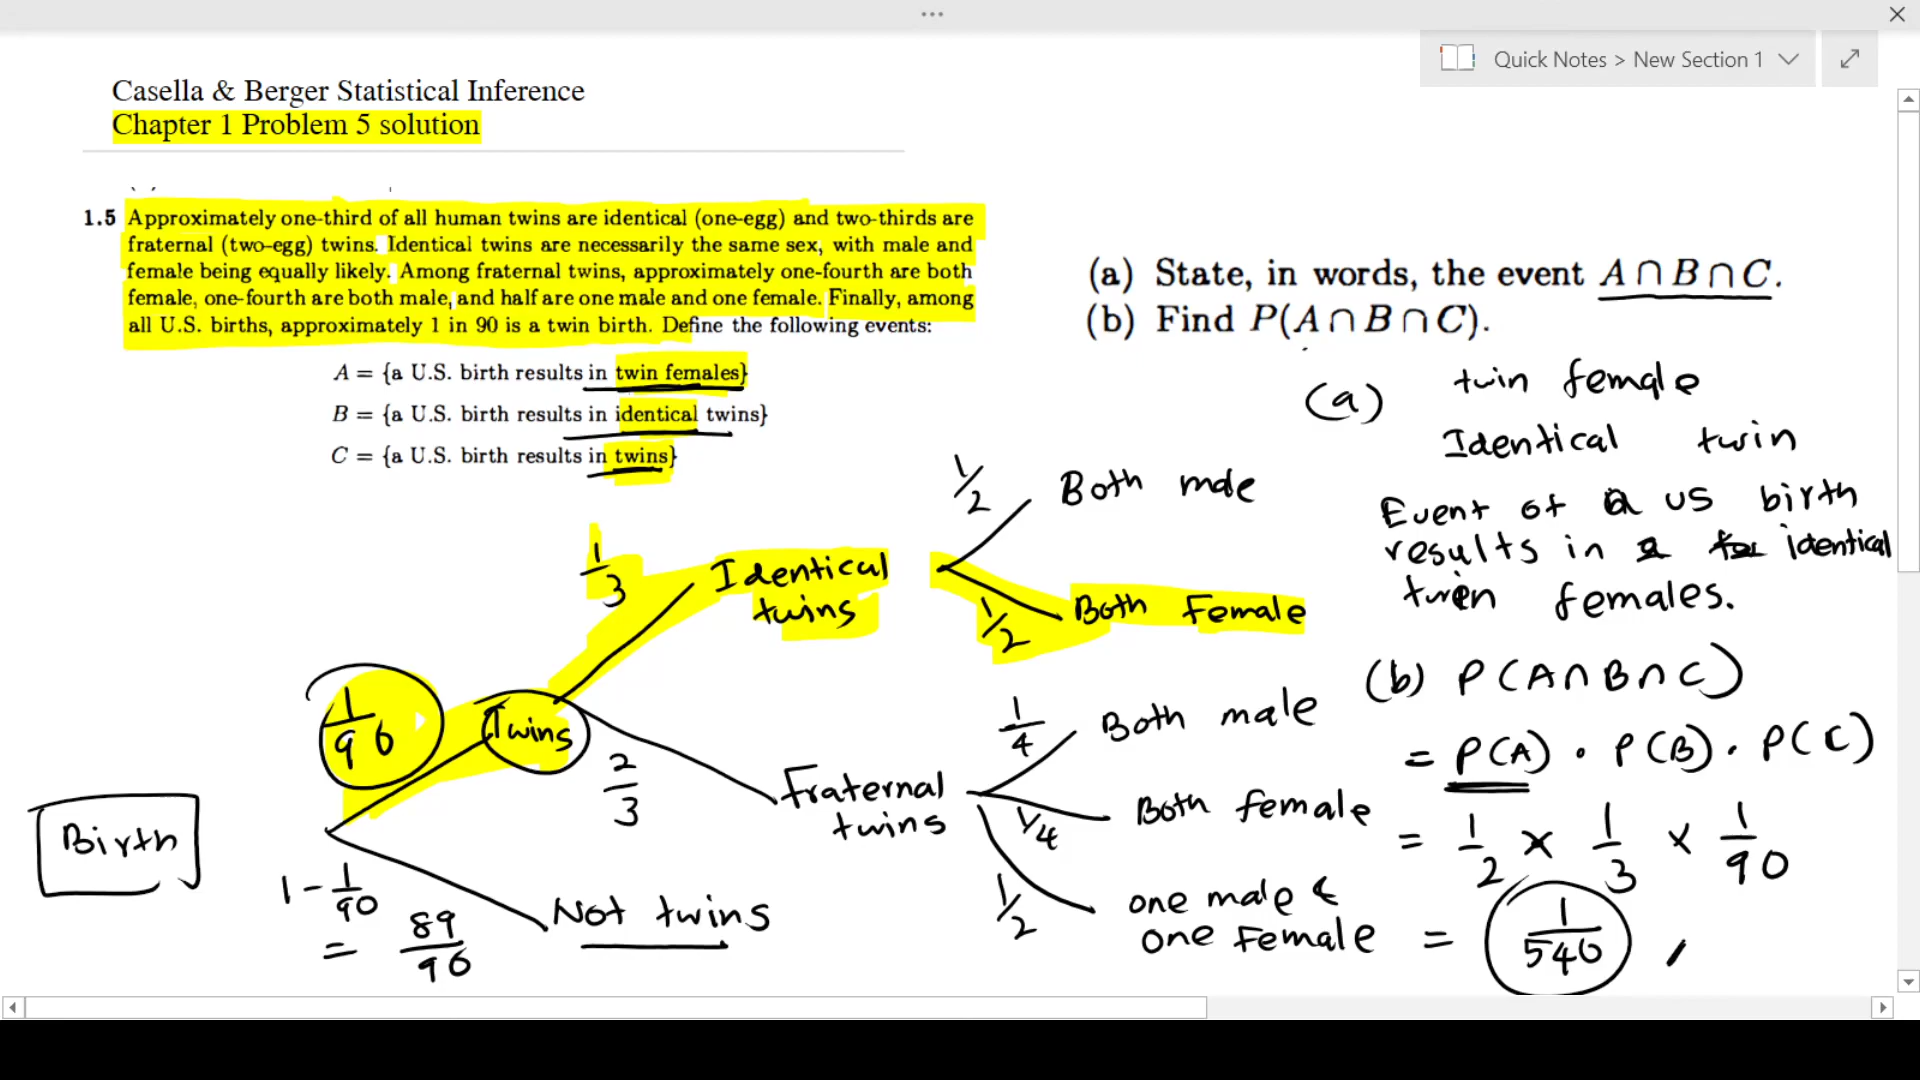 Quick Notes > New Section 1
Casella & Berger Statistical Inference
Chapter 1 Problem 5 solution
1.5 Approximately one-third of all human twins are identical (one-egg) and two-thirds are
fraternal (two-egg) twins. Identical twins are necessarily the same sex, with male and
female being equally likely. Among fraternal twins, approximately one-fourth are both
female, one-fourth are both male, and half are one male and one female. Finally, among
all U.S. births, approximately 1 in 90 is a twin birth. Define the following events:
A = {a U.S. birth results in twin females}
B = {a U.S. birth results in identical twins}
C = {a U.S. birth results in twins}
(a) State, in words, the event A ∩ B ∩ C.
(b) Find P(A ∩ B ∩ C).
(a) twin female
Identical twin
Event of a US birth
results in identical
twin females.
(b) P(A ∩ B ∩ C)
= P(A) · P(B) · P(C)
= 1/2 × 1/3 × 1/90
= 1/540
Birth
1/90
Twins
1 - 1/90
= 89/90
Not twins
1/3
Identical
twins
2/3
Fraternal
twins
1/2 Both male
1/2 Both Female
1/4 Both male
1/4 Both female
1/2 one male &
one Female